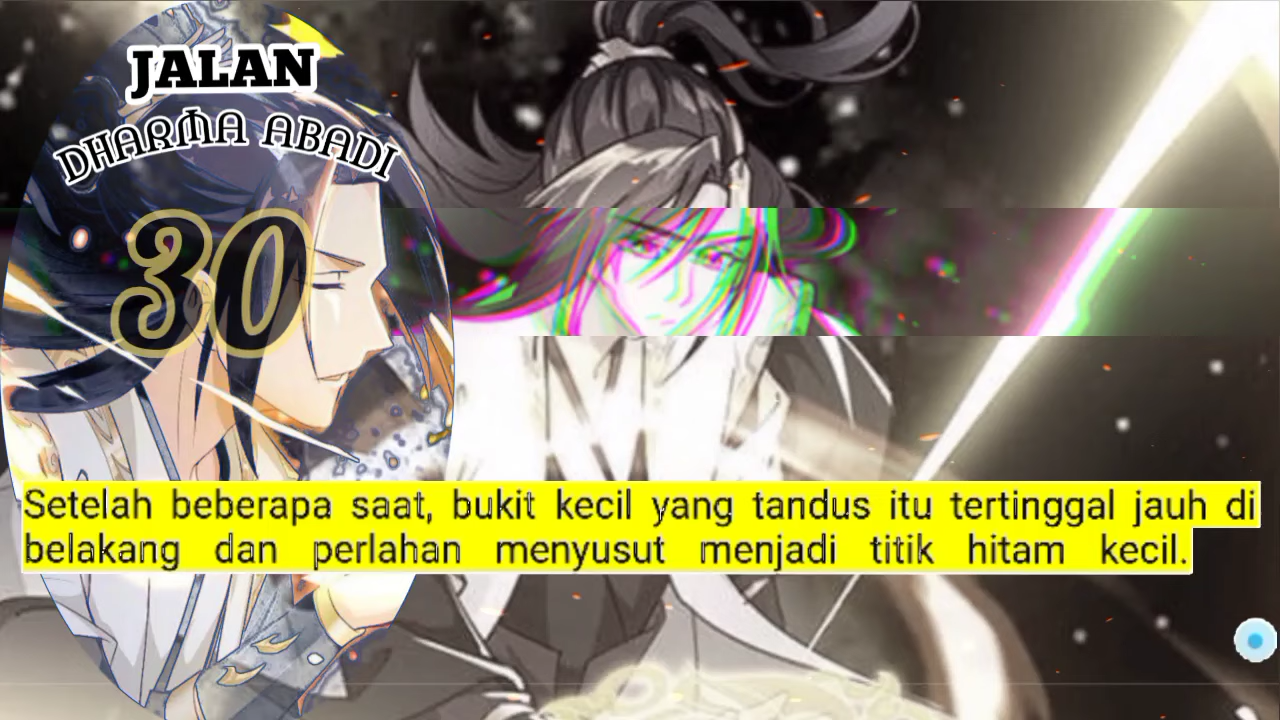 JALAN
DHARMA ABADI
30
Setelah beberapa saat, bukit kecil yang tandus itu tertinggal jauh di
belakang dan perlahan menyusut menjadi titik hitam kecil.